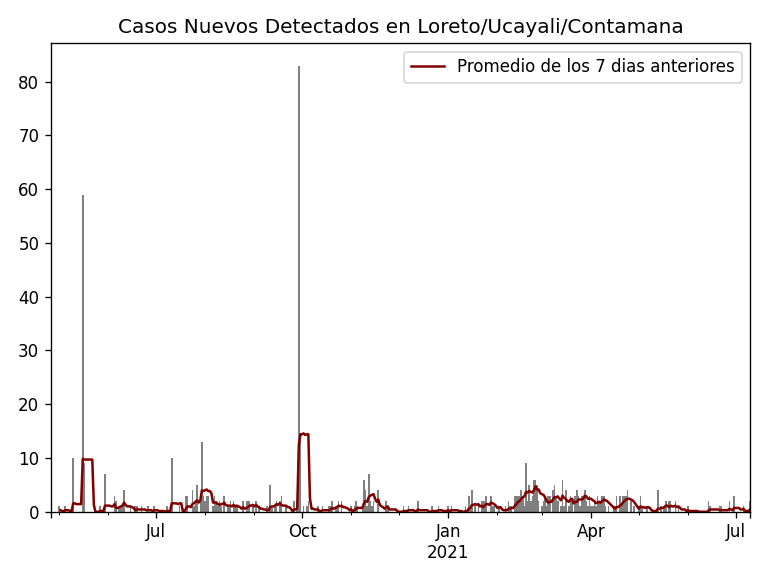 Casos Nuevos Detectados en Loreto/Ucayali/Contamana
Promedio de los 7 dias anteriores
80
70
60
50
40
30
20
10
0
Jul
Oct
Jan
2021
Apr
Jul